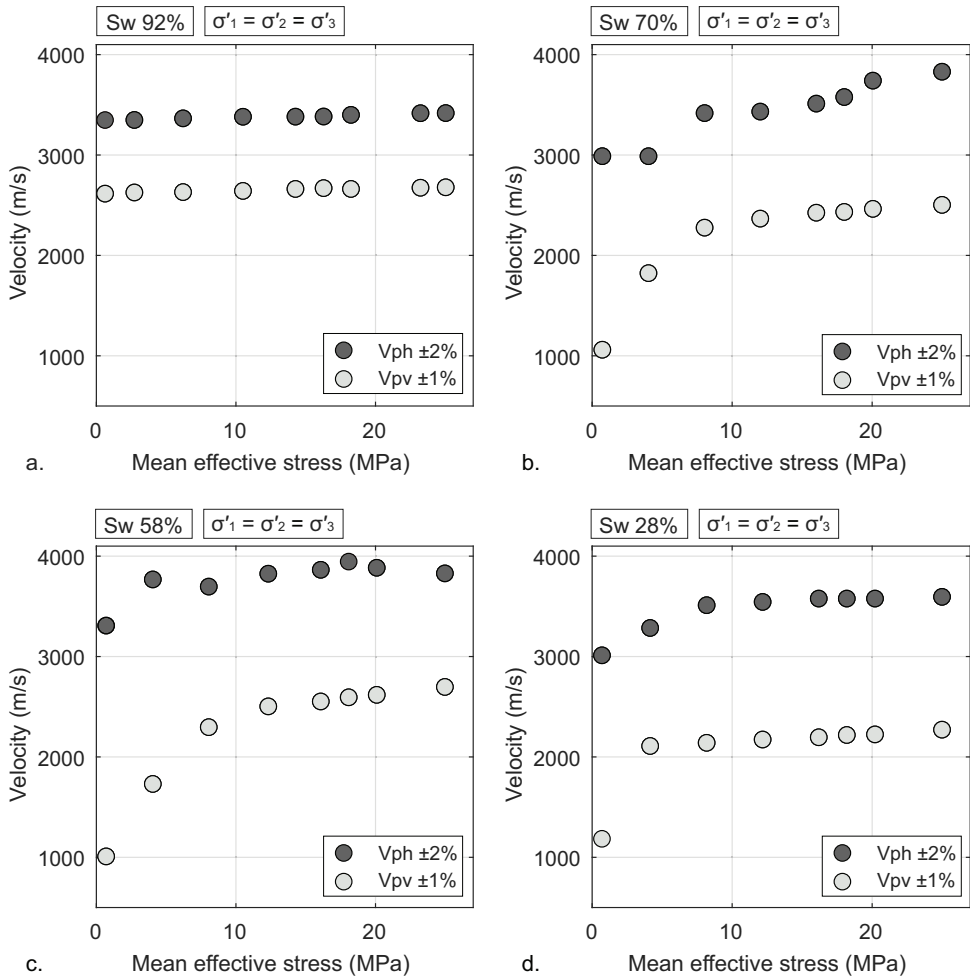 Sw 92% σ′1 = σ′2 = σ′3
4000
3000
2000
1000
Velocity (m/s)
Vph ±2%
Vpv ±1%
0 10 20
a. Mean effective stress (MPa)
Sw 70% σ′1 = σ′2 = σ′3
4000
3000
2000
1000
Velocity (m/s)
Vph ±2%
Vpv ±1%
0 10 20
b. Mean effective stress (MPa)
Sw 58% σ′1 = σ′2 = σ′3
4000
3000
2000
1000
Velocity (m/s)
Vph ±2%
Vpv ±1%
0 10 20
c. Mean effective stress (MPa)
Sw 28% σ′1 = σ′2 = σ′3
4000
3000
2000
1000
Velocity (m/s)
Vph ±2%
Vpv ±1%
0 10 20
d. Mean effective stress (MPa)